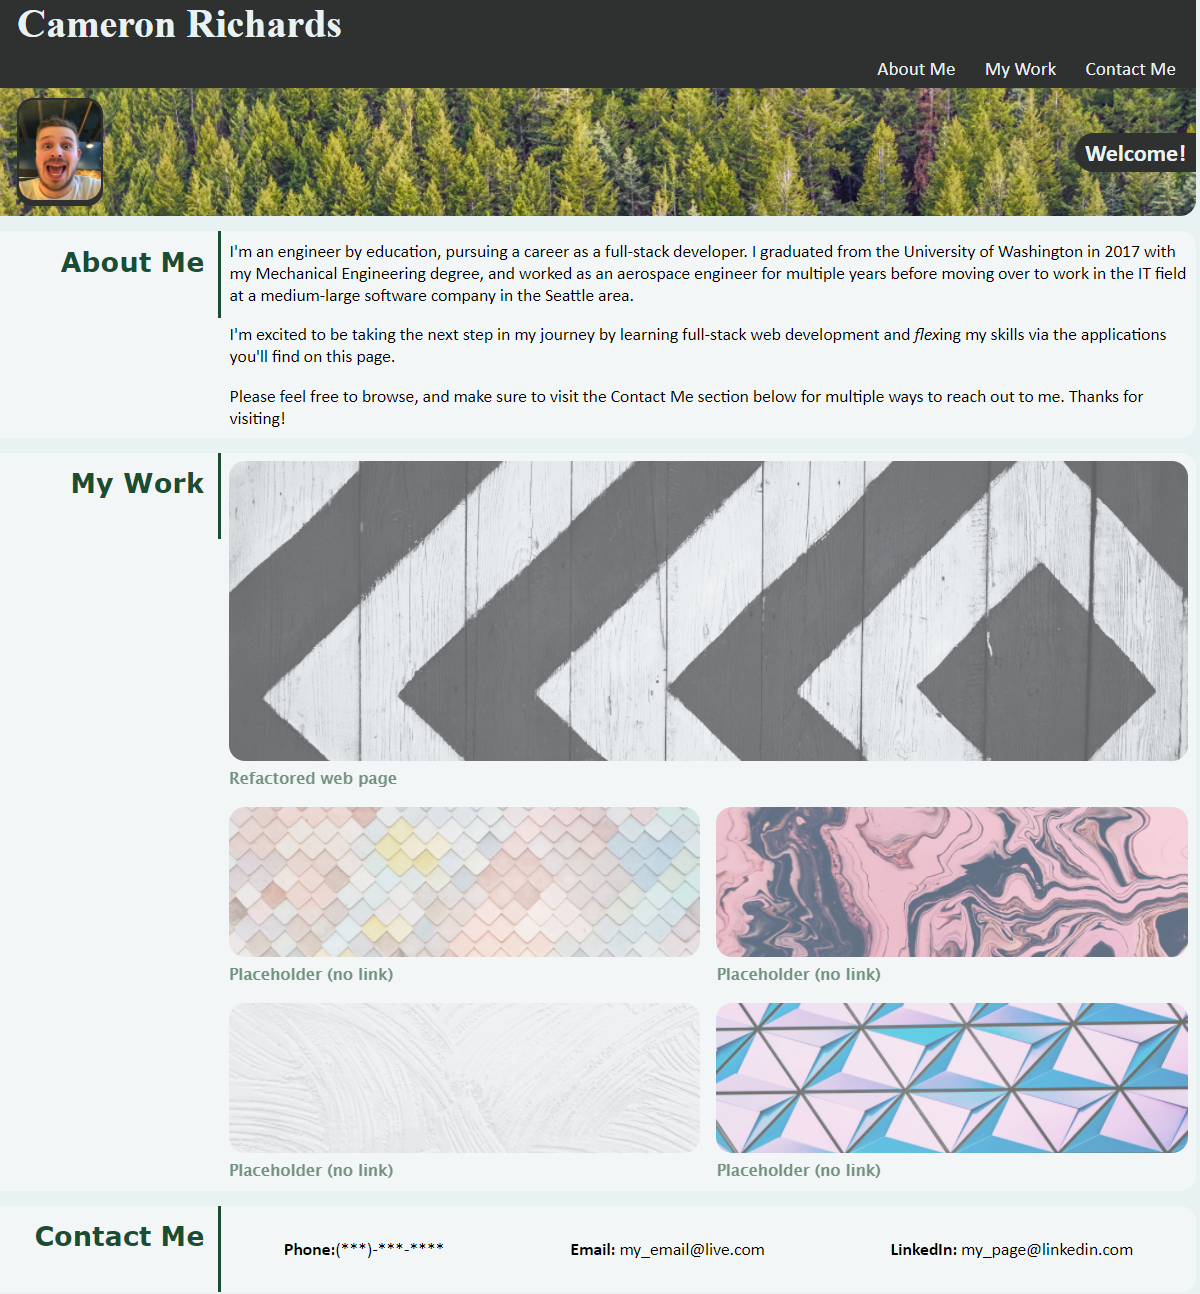 Cameron Richards
About Me My Work Contact Me
Welcome!
About Me
I'm an engineer by education, pursuing a career as a full-stack developer. I graduated from the University of Washington in 2017 with
my Mechanical Engineering degree, and worked as an aerospace engineer for multiple years before moving over to work in the IT field
at a medium-large software company in the Seattle area.
I'm excited to be taking the next step in my journey by learning full-stack web development and flexing my skills via the applications
you'll find on this page.
Please feel free to browse, and make sure to visit the Contact Me section below for multiple ways to reach out to me. Thanks for
visiting!
My Work
Refactored web page
Placeholder (no link)
Placeholder (no link)
Placeholder (no link)
Placeholder (no link)
Contact Me
Phone:(***)-***-**** Email: my_email@live.com LinkedIn: my_page@linkedin.com